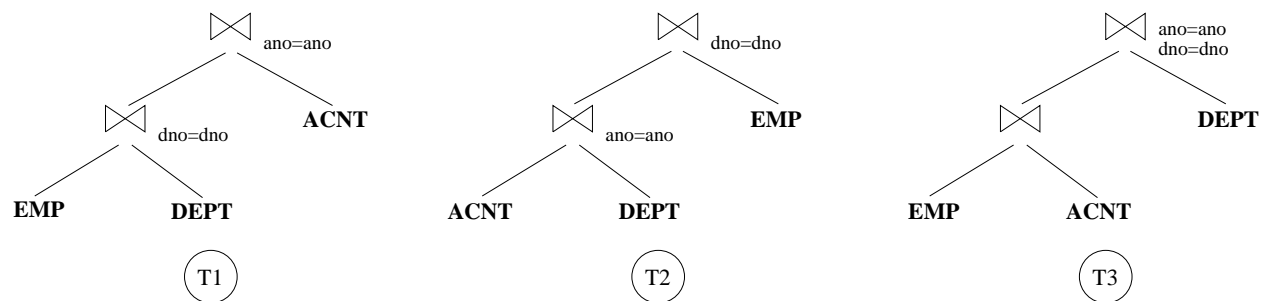 ano=ano
ACNT
dno=dno
EMP DEPT
T1
dno=dno
EMP
ano=ano
ACNT DEPT
T2
ano=ano
dno=dno
DEPT
EMP ACNT
T3